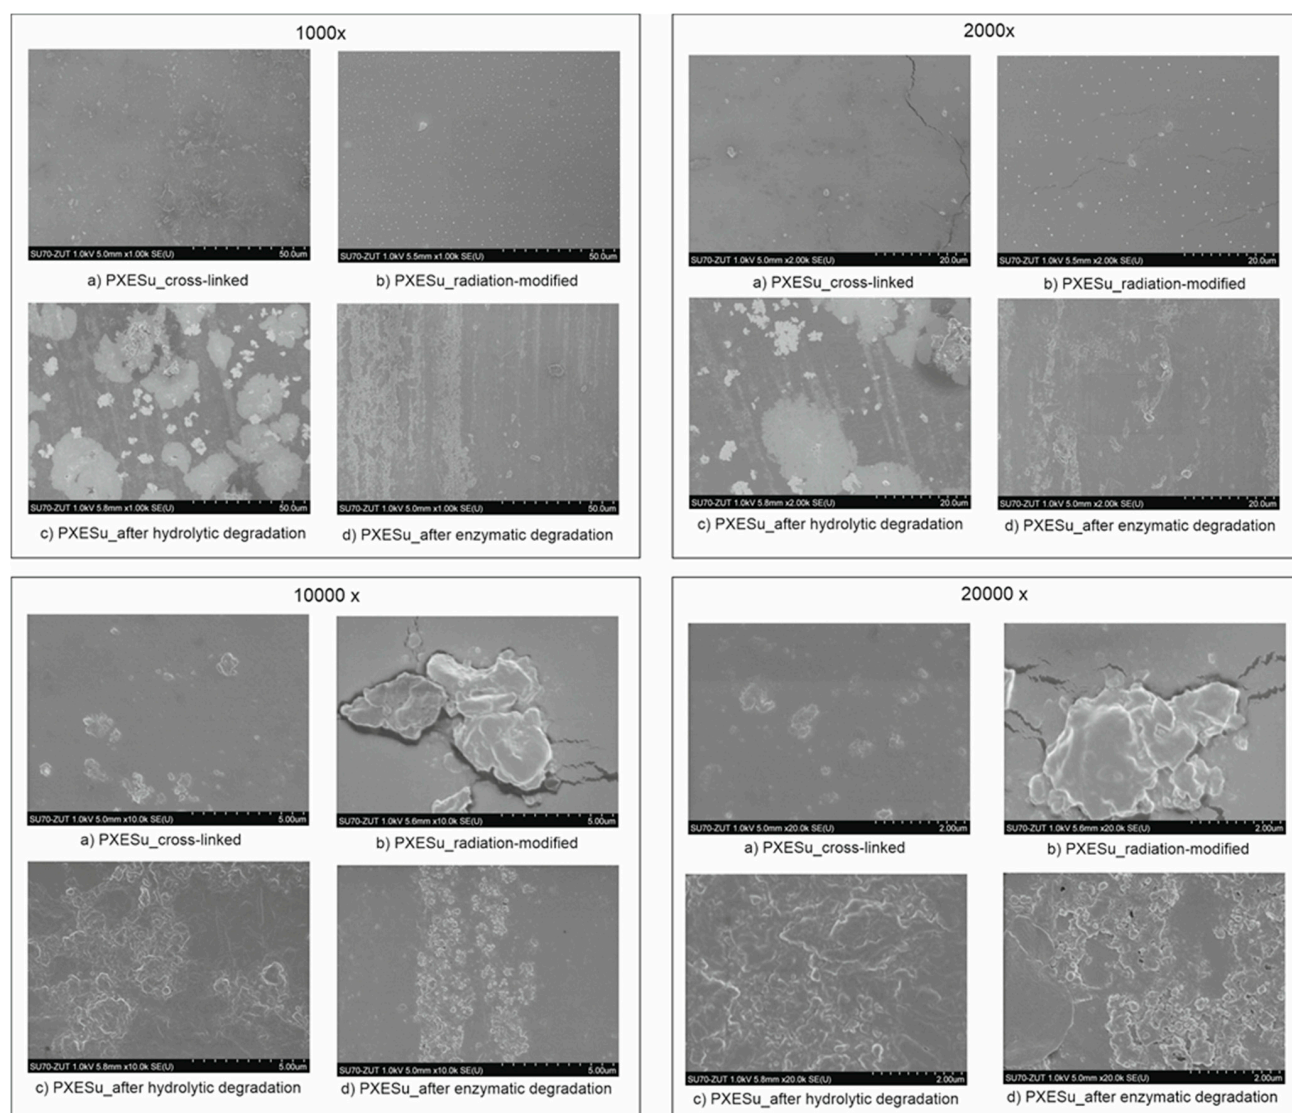 1000x
SU70-ZUT 1.0kV 5.0mm x1.00k SE(U) 50.0um
SU70-ZUT 1.0kV 5.5mm x1.00k SE(U) 50.0um
a) PXESu_cross-linked
b) PXESu_radiation-modified
SU70-ZUT 1.0kV 5.8mm x1.00k SE(U) 50.0um
SU70-ZUT 1.0kV 5.0mm x1.00k SE(U) 50.0um
c) PXESu_after hydrolytic degradation
d) PXESu_after enzymatic degradation
2000x
SU70-ZUT 1.0kV 5.0mm x2.00k SE(U) 20.0um
SU70-ZUT 1.0kV 5.5mm x2.00k SE(U) 20.0um
a) PXESu_cross-linked
b) PXESu_radiation-modified
SU70-ZUT 1.0kV 5.8mm x2.00k SE(U) 20.0um
SU70-ZUT 1.0kV 5.0mm x2.00k SE(U) 20.0um
c) PXESu_after hydrolytic degradation
d) PXESu_after enzymatic degradation
10000 x
SU70-ZUT 1.0kV 5.0mm x10.0k SE(U) 5.00um
SU70-ZUT 1.0kV 5.6mm x10.0k SE(U) 5.00um
a) PXESu_cross-linked
b) PXESu_radiation-modified
SU70-ZUT 1.0kV 5.8mm x10.0k SE(U) 5.00um
SU70-ZUT 1.0kV 5.0mm x10.0k SE(U) 5.00um
c) PXESu_after hydrolytic degradation
d) PXESu_after enzymatic degradation
20000 x
SU70-ZUT 1.0kV 5.0mm x20.0k SE(U) 2.00um
SU70-ZUT 1.0kV 5.6mm x20.0k SE(U) 2.00um
a) PXESu_cross-linked
b) PXESu_radiation-modified
SU70-ZUT 1.0kV 5.8mm x20.0k SE(U) 2.00um
SU70-ZUT 1.0kV 5.0mm x20.0k SE(U) 2.00um
c) PXESu_after hydrolytic degradation
d) PXESu_after enzymatic degradation